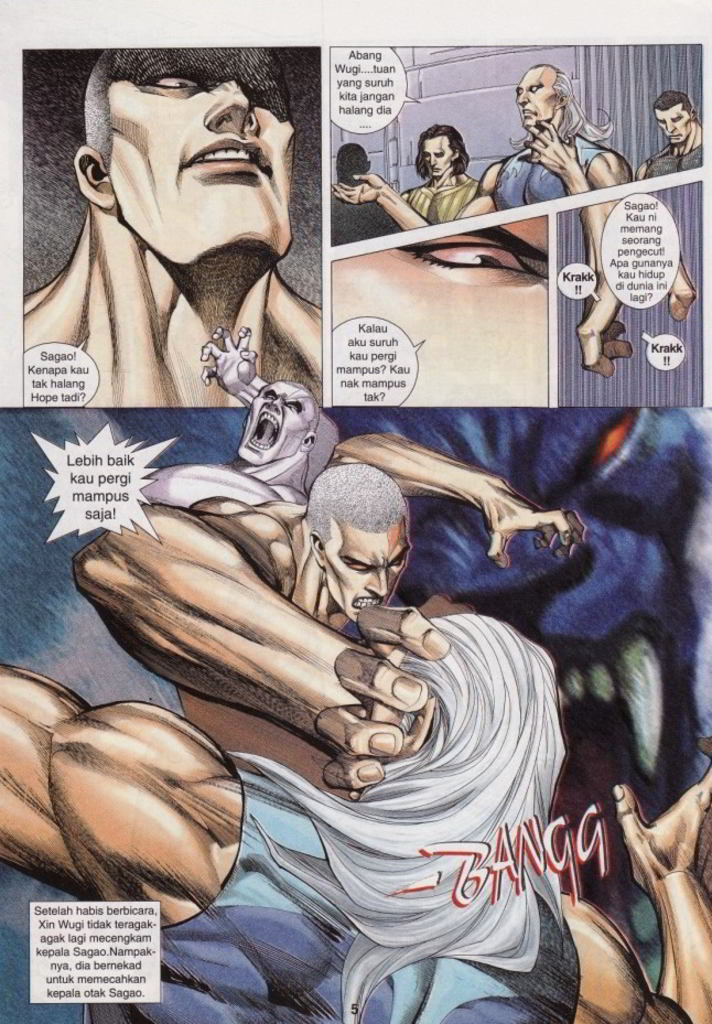 Sagao!
Kenapa kau
tak halang
Hope tadi?
Abang
Wugi....tuan
yang suruh
kita jangan
halang dia
....
Kalau
aku suruh
kau pergi
mampus? Kau
nak mampus
tak?
Sagao!
Kau ni
memang
seorang
pengecut!
Apa gunanya
kau hidup
di dunia ini
lagi?
Krakk
!!
Krakk
!!
Lebih baik
kau pergi
mampus
saja!
BANGG
Setelah habis berbicara,
Xin Wugi tidak teragak-
agak lagi mecengkam
kepala Sagao.Nampak-
nya, dia bernekad
untuk memecahkan
kepala otak Sagao.
5